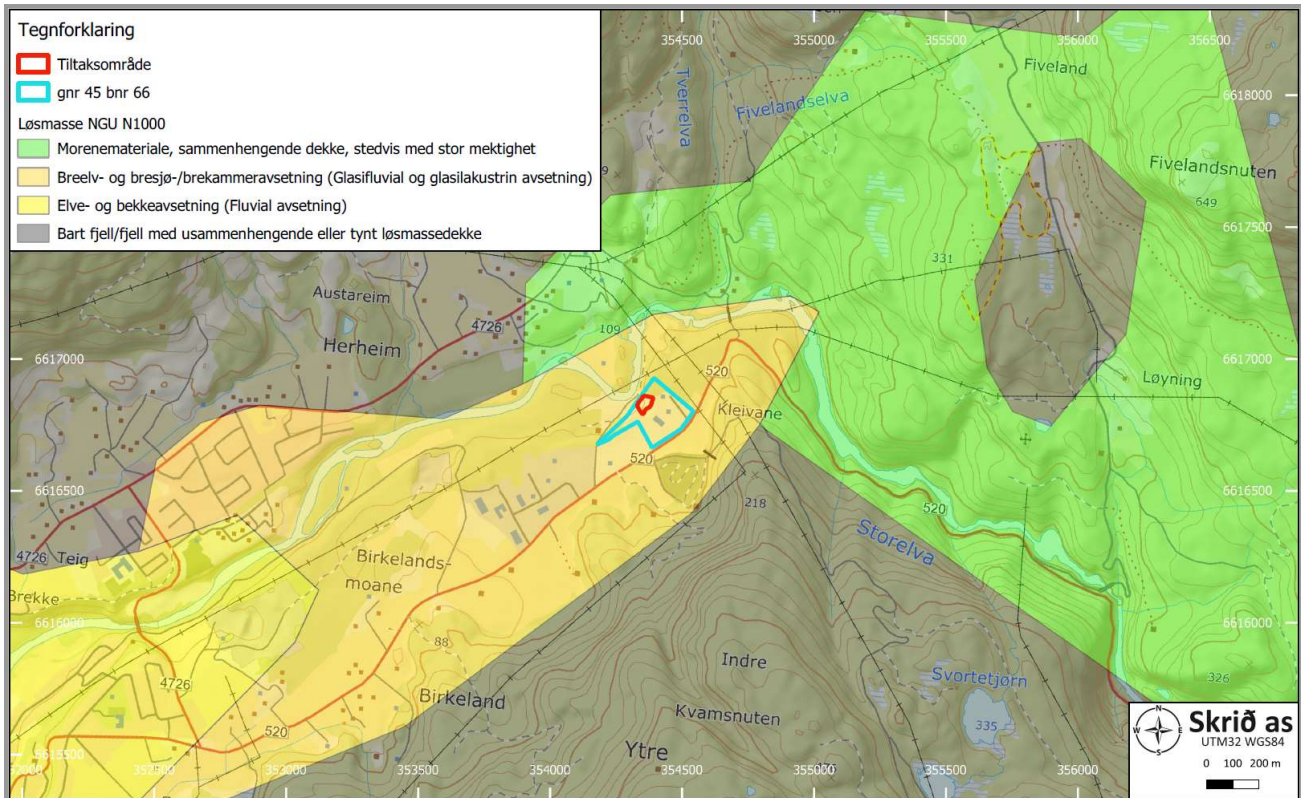 Tegnforklaring
Tiltaksområde
gnr 45 bnr 66
Løsmasse NGU N1000
Morenemateriale, sammenhengende dekke, stedvis med stor mektighet
Breelv- og bresjø-/brekammeravsetning (Glasifluvial og glasilakustrin avsetning)
Elve- og bekkeavsetning (Fluvial avsetning)
Bart fjell/fjell med usammenhengende eller tynt løsmassedekke
354500
355000
355500
356000
356500
Fiveland
6618000
Tverrelva
Fivelandselva
Fivelandsnuten
649
6617500
331
Austareim
4726
Herheim
109
6617000
6617000
520
Løyning
Kleivane
520
6616500
6616500
218
520
Storelva
4726
Teig
Birkelands-
moane
Brekke
6616000
6616000
88
Indre
Svortetjørn
326
4726
Birkeland
Kvamsnuten
335
520
Ytre
6615500
352500
353000
353500
354000
354500
355000
355500
356000
N
W
E
S
Skrið as
UTM32 WGS84
0 100 200 m